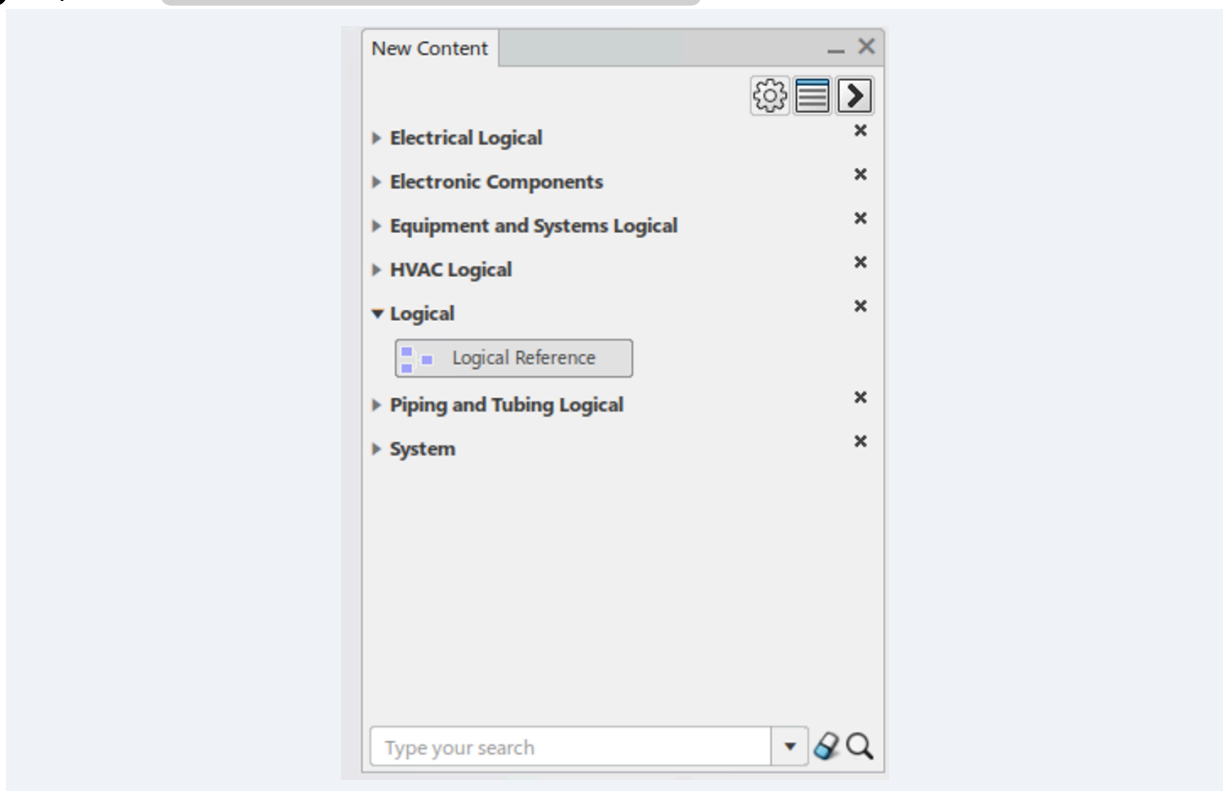 New Content
Electrical Logical
Electronic Components
Equipment and Systems Logical
HVAC Logical
Logical
Logical Reference
Piping and Tubing Logical
System
Type your search